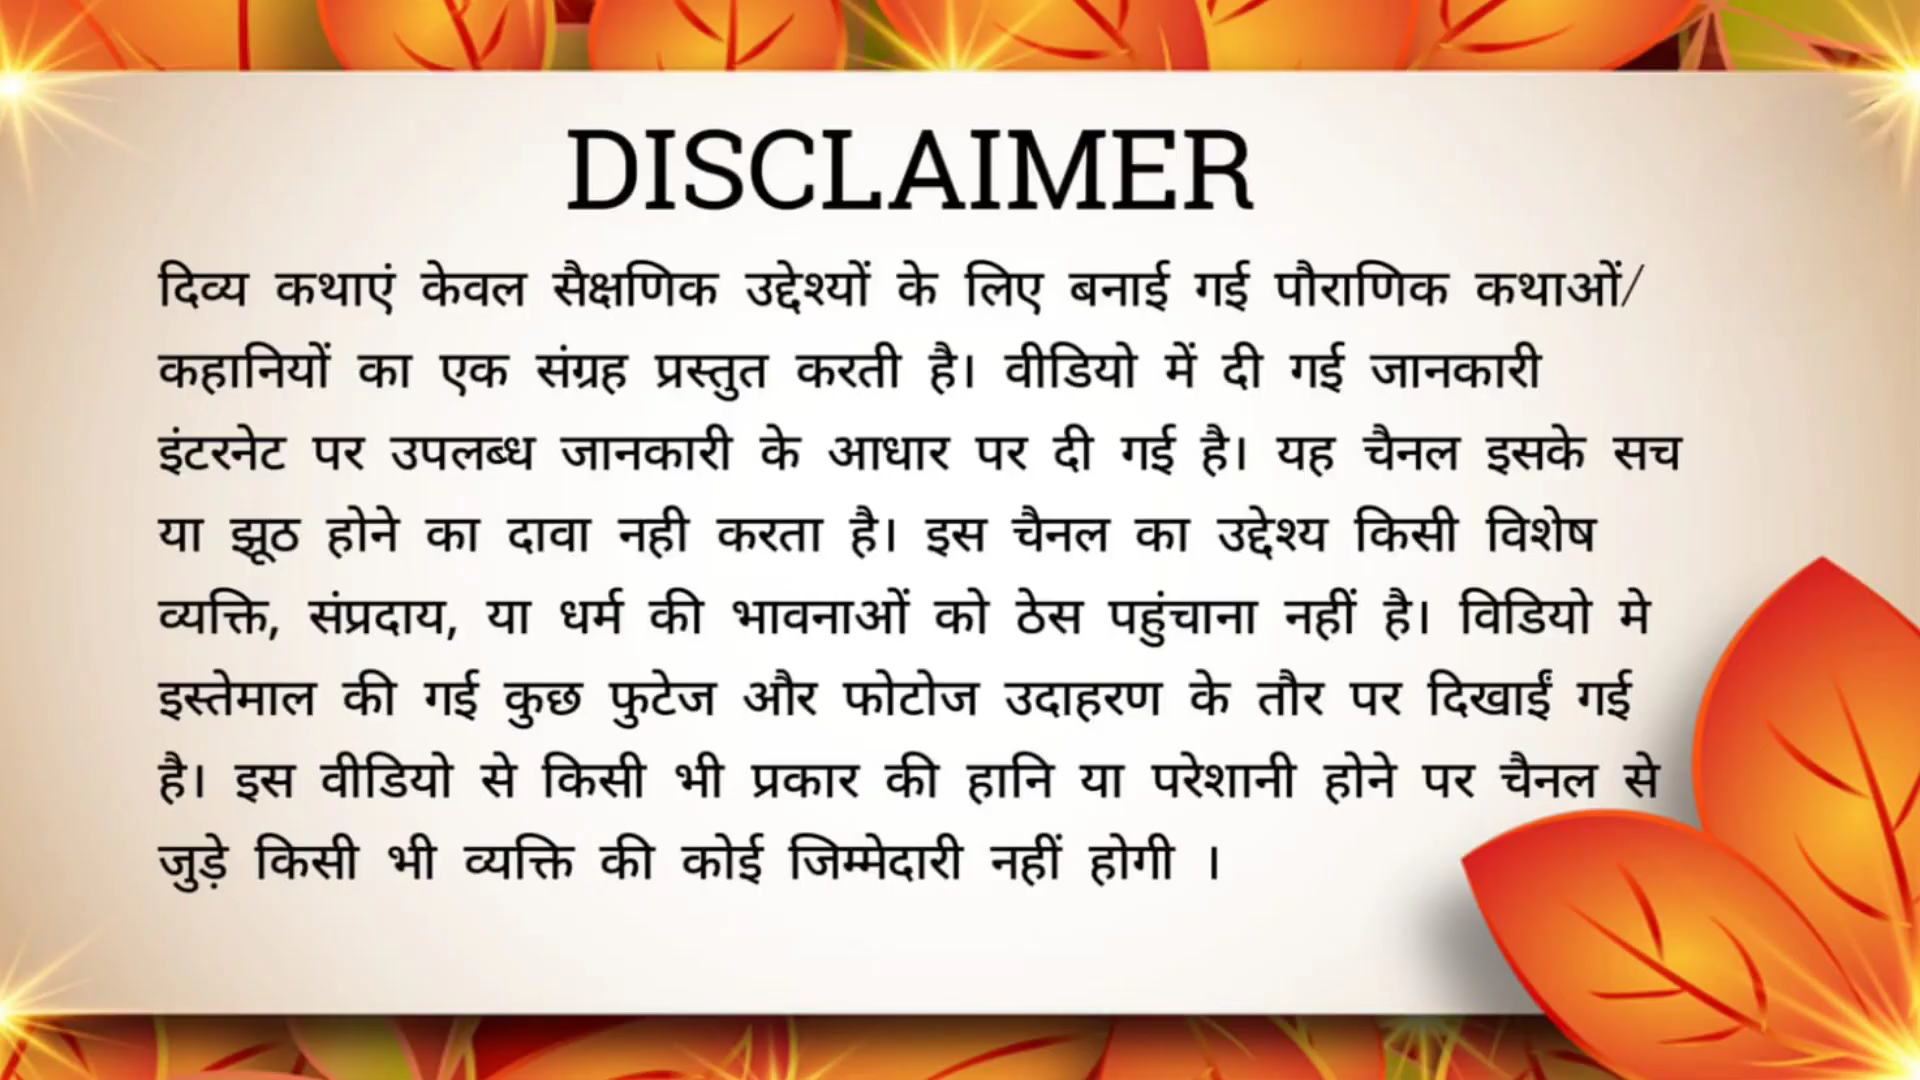 DISCLAIMER
दिव्य कथाएं केवल सैक्षणिक उद्देश्यों के लिए बनाई गई पौराणिक कथाओं/
कहानियों का एक संग्रह प्रस्तुत करती है। वीडियो में दी गई जानकारी
इंटरनेट पर उपलब्ध जानकारी के आधार पर दी गई है। यह चैनल इसके सच
या झूठ होने का दावा नही करता है। इस चैनल का उद्देश्य किसी विशेष
व्यक्ति, संप्रदाय, या धर्म की भावनाओं को ठेस पहुंचाना नहीं है। विडियो मे
इस्तेमाल की गई कुछ फुटेज और फोटोज उदाहरण के तौर पर दिखाईं गई
है। इस वीडियो से किसी भी प्रकार की हानि या परेशानी होने पर चैनल से
जुड़े किसी भी व्यक्ति की कोई जिम्मेदारी नहीं होगी ।